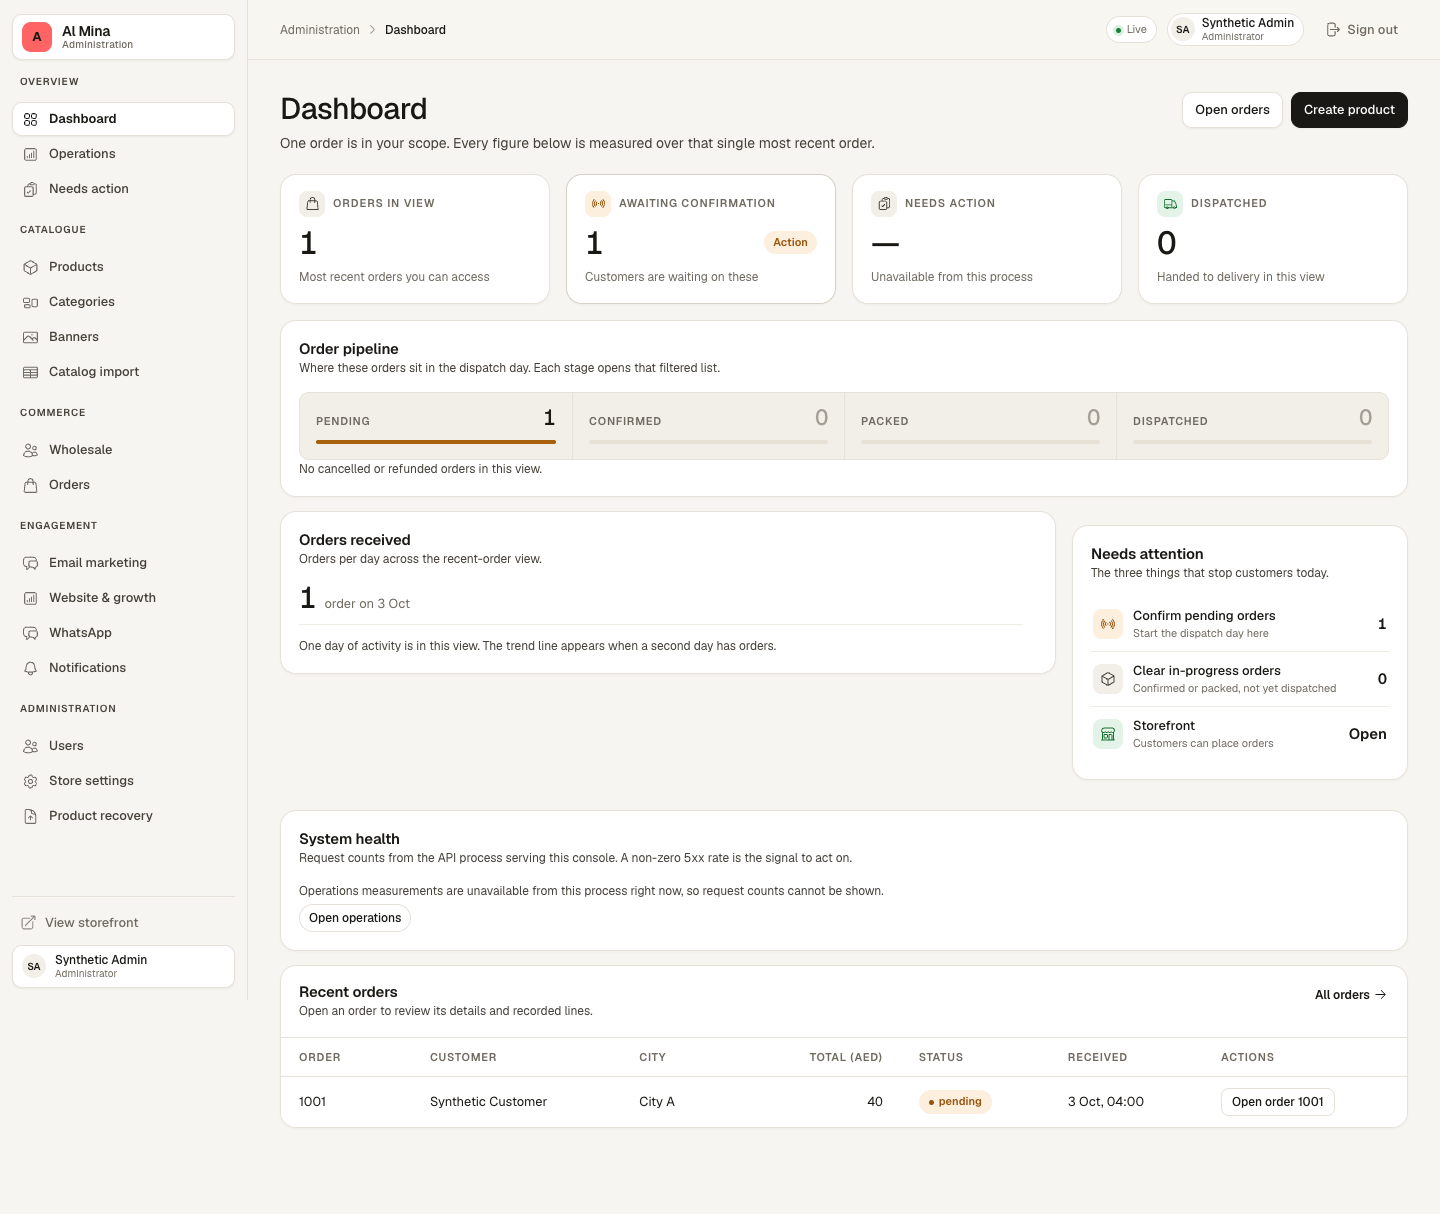 A
Al Mina
Administration
OVERVIEW
Dashboard
Operations
Needs action
CATALOGUE
Products
Categories
Banners
Catalog import
COMMERCE
Wholesale
Orders
ENGAGEMENT
Email marketing
Website & growth
WhatsApp
Notifications
ADMINISTRATION
Users
Store settings
Product recovery
View storefront
SA
Synthetic Admin
Administrator
Administration
Dashboard
Live
SA
Synthetic Admin
Administrator
Sign out
Dashboard
One order is in your scope. Every figure below is measured over that single most recent order.
Open orders
Create product
ORDERS IN VIEW
1
Most recent orders you can access
AWAITING CONFIRMATION
1
Action
Customers are waiting on these
NEEDS ACTION
—
Unavailable from this process
DISPATCHED
0
Handed to delivery in this view
Order pipeline
Where these orders sit in the dispatch day. Each stage opens that filtered list.
PENDING 1
CONFIRMED 0
PACKED 0
DISPATCHED 0
No cancelled or refunded orders in this view.
Orders received
Orders per day across the recent-order view.
1 order on 3 Oct
One day of activity is in this view. The trend line appears when a second day has orders.
Needs attention
The three things that stop customers today.
Confirm pending orders
Start the dispatch day here
1
Clear in-progress orders
Confirmed or packed, not yet dispatched
0
Storefront
Customers can place orders
Open
System health
Request counts from the API process serving this console. A non-zero 5xx rate is the signal to act on.
Operations measurements are unavailable from this process right now, so request counts cannot be shown.
Open operations
Recent orders
Open an order to review its details and recorded lines.
All orders
ORDER CUSTOMER CITY TOTAL (AED) STATUS RECEIVED ACTIONS
1001 Synthetic Customer City A 40 pending 3 Oct, 04:00 Open order 1001